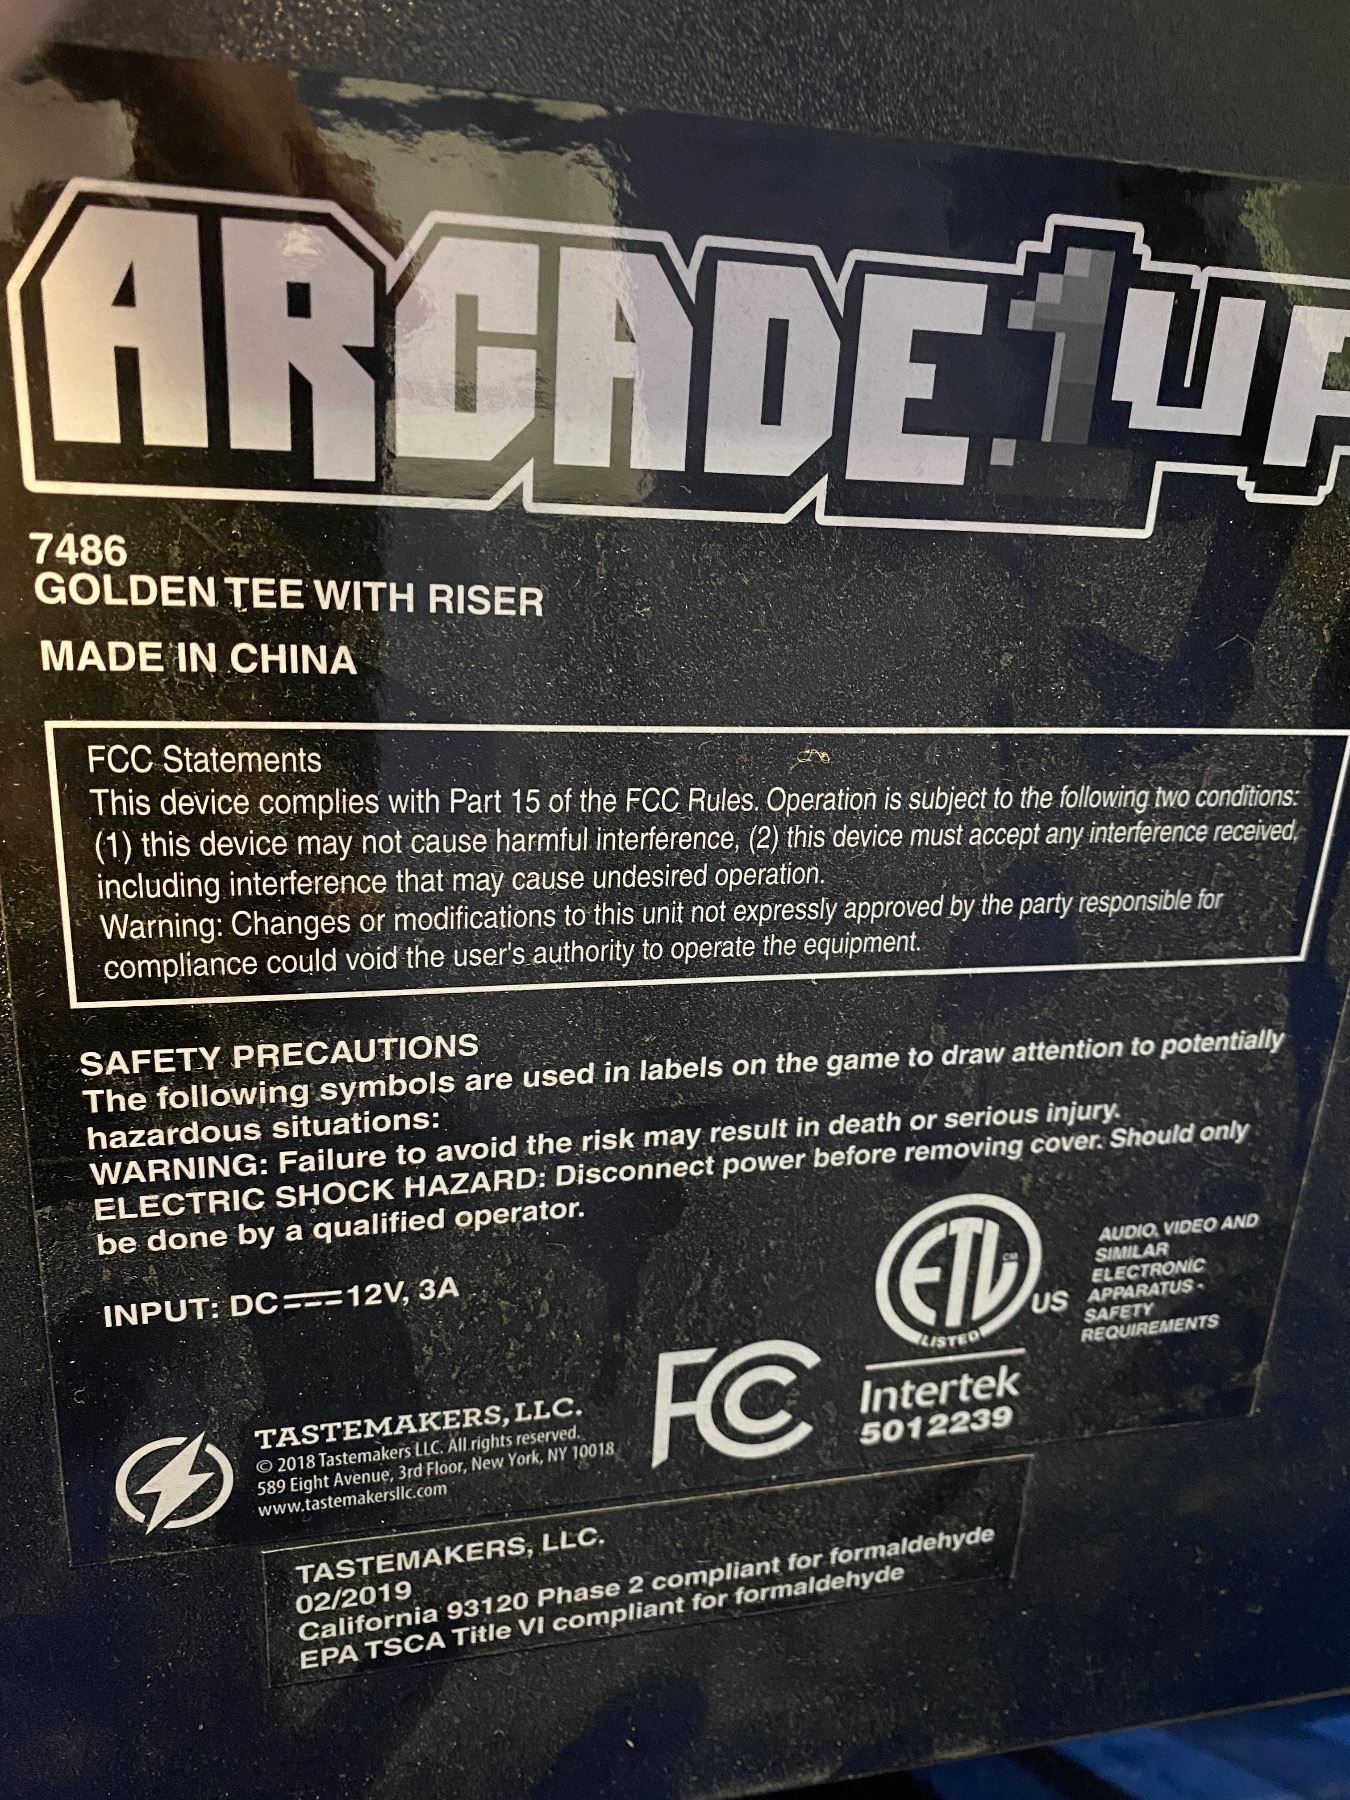 ARCADE1UP
7486
GOLDEN TEE WITH RISER
MADE IN CHINA
FCC Statements
This device complies with Part 15 of the FCC Rules. Operation is subject to the following two conditions:
(1) this device may not cause harmful interference, (2) this device must accept any interference received,
including interference that may cause undesired operation.
Warning: Changes or modifications to this unit not expressly approved by the party responsible for
compliance could void the user's authority to operate the equipment.
SAFETY PRECAUTIONS
The following symbols are used in labels on the game to draw attention to potentially
hazardous situations:
WARNING: Failure to avoid the risk may result in death or serious injury.
ELECTRIC SHOCK HAZARD: Disconnect power before removing cover. Should only
be done by a qualified operator.
INPUT: DC⎓12V, 3A
ETL CM
LISTED
US
AUDIO, VIDEO AND
SIMILAR
ELECTRONIC
APPARATUS -
SAFETY
REQUIREMENTS
Intertek
5012239
FCC
TASTEMAKERS, LLC.
© 2018 Tastemakers LLC. All rights reserved.
589 Eight Avenue, 3rd Floor, New York, NY 10018
www.tastemakersllc.com
TASTEMAKERS, LLC.
02/2019
California 93120 Phase 2 compliant for formaldehyde
EPA TSCA Title VI compliant for formaldehyde